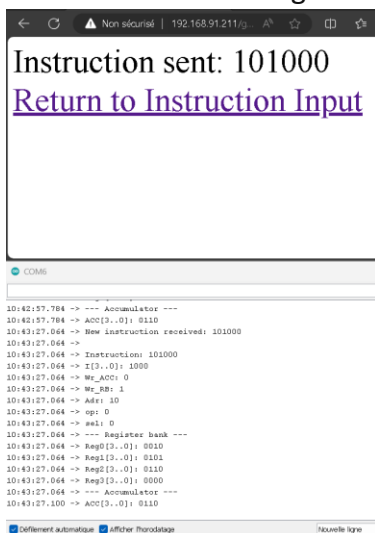 Non sécurisé | 192.168.91.211/g...
Instruction sent: 101000
Return to Instruction Input
COM6
10:42:57.784 -> --- Accumulator ---
10:42:57.784 -> ACC[3..0]: 0110
10:43:27.064 -> New instruction received: 101000
10:43:27.064 ->
10:43:27.064 -> Instruction: 101000
10:43:27.064 -> I[3..0]: 1000
10:43:27.064 -> Wr_ACC: 0
10:43:27.064 -> Wr_RB: 1
10:43:27.064 -> Adr: 10
10:43:27.064 -> op: 0
10:43:27.064 -> sel: 0
10:43:27.064 -> --- Register bank ---
10:43:27.064 -> Reg0[3..0]: 0010
10:43:27.064 -> Reg1[3..0]: 0101
10:43:27.064 -> Reg2[3..0]: 0110
10:43:27.064 -> Reg3[3..0]: 0000
10:43:27.064 -> --- Accumulator ---
10:43:27.100 -> ACC[3..0]: 0110
Défilement automatique Afficher l'horodatage Nouvelle ligne